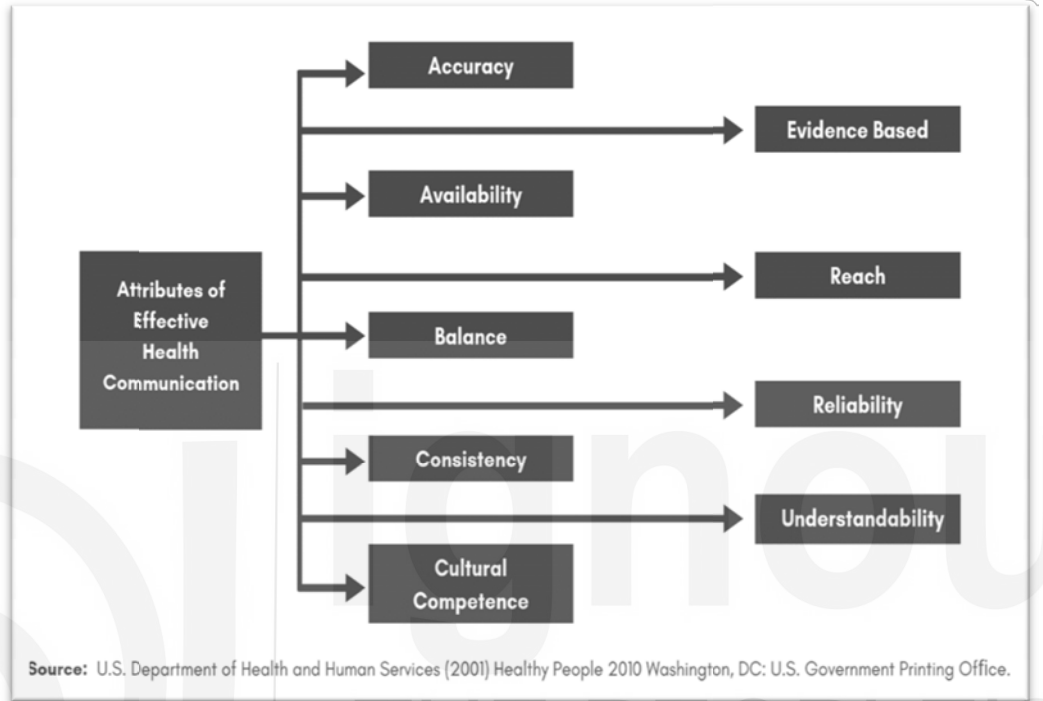 Accuracy
Evidence Based
Availability
Attributes of
Effective
Health
Communication
Reach
Balance
Reliability
Consistency
Understandability
Cultural
Competence
ignou
Source: U.S. Department of Health and Human Services (2001) Healthy People 2010 Washington, DC: U.S. Government Printing Office.